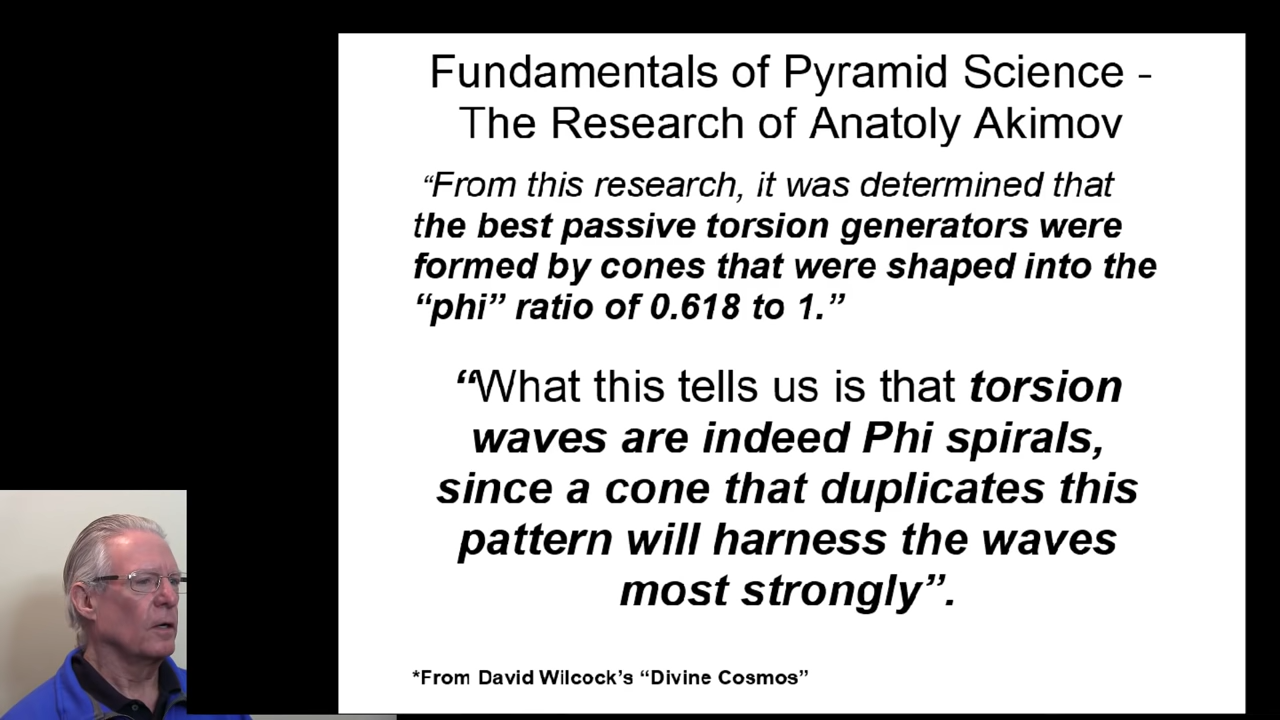 Fundamentals of Pyramid Science -
The Research of Anatoly Akimov
“From this research, it was determined that
the best passive torsion generators were
formed by cones that were shaped into the
“phi” ratio of 0.618 to 1.”
“What this tells us is that torsion
waves are indeed Phi spirals,
since a cone that duplicates this
pattern will harness the waves
most strongly”.
*From David Wilcock’s “Divine Cosmos”